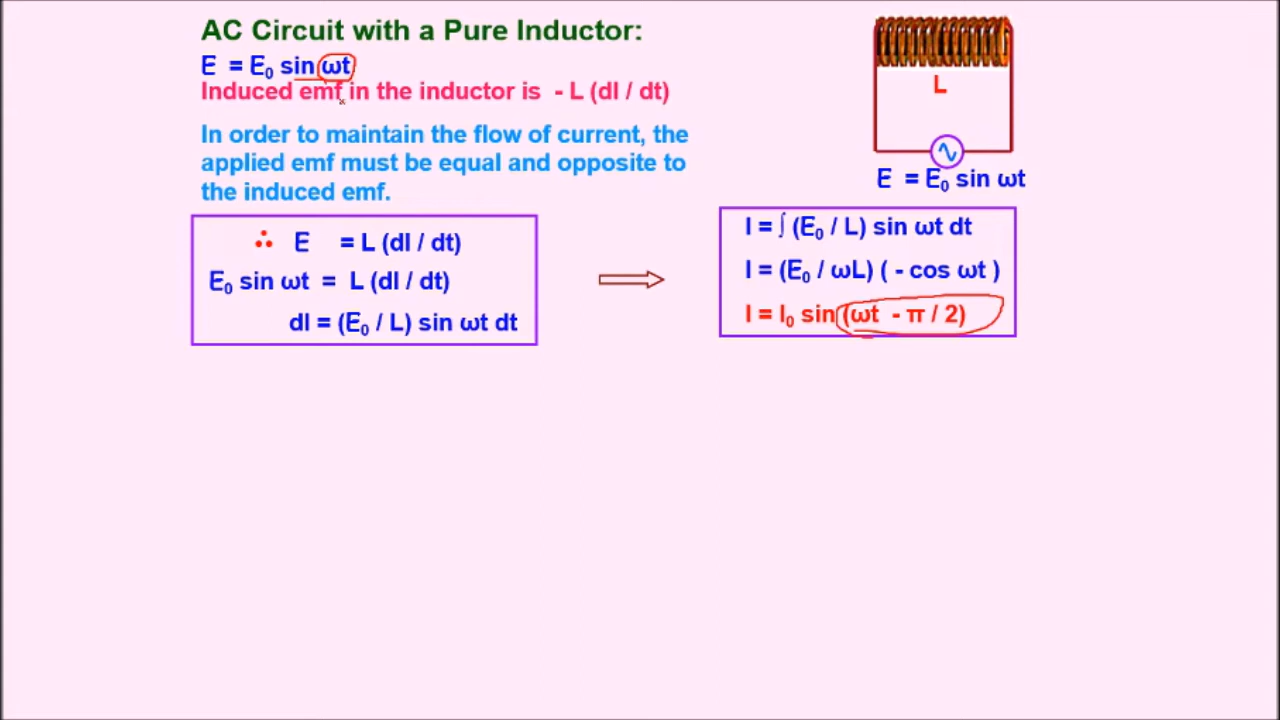 AC Circuit with a Pure Inductor:
E = E₀ sin ωt
Induced emf in the inductor is - L (dI / dt)
In order to maintain the flow of current, the
applied emf must be equal and opposite to
the induced emf.
L
E = E₀ sin ωt
∴ E = L (dI / dt)
E₀ sin ωt = L (dI / dt)
dI = (E₀ / L) sin ωt dt
I = ∫ (E₀ / L) sin ωt dt
I = (E₀ / ωL) ( - cos ωt )
I = I₀ sin (ωt - π / 2)